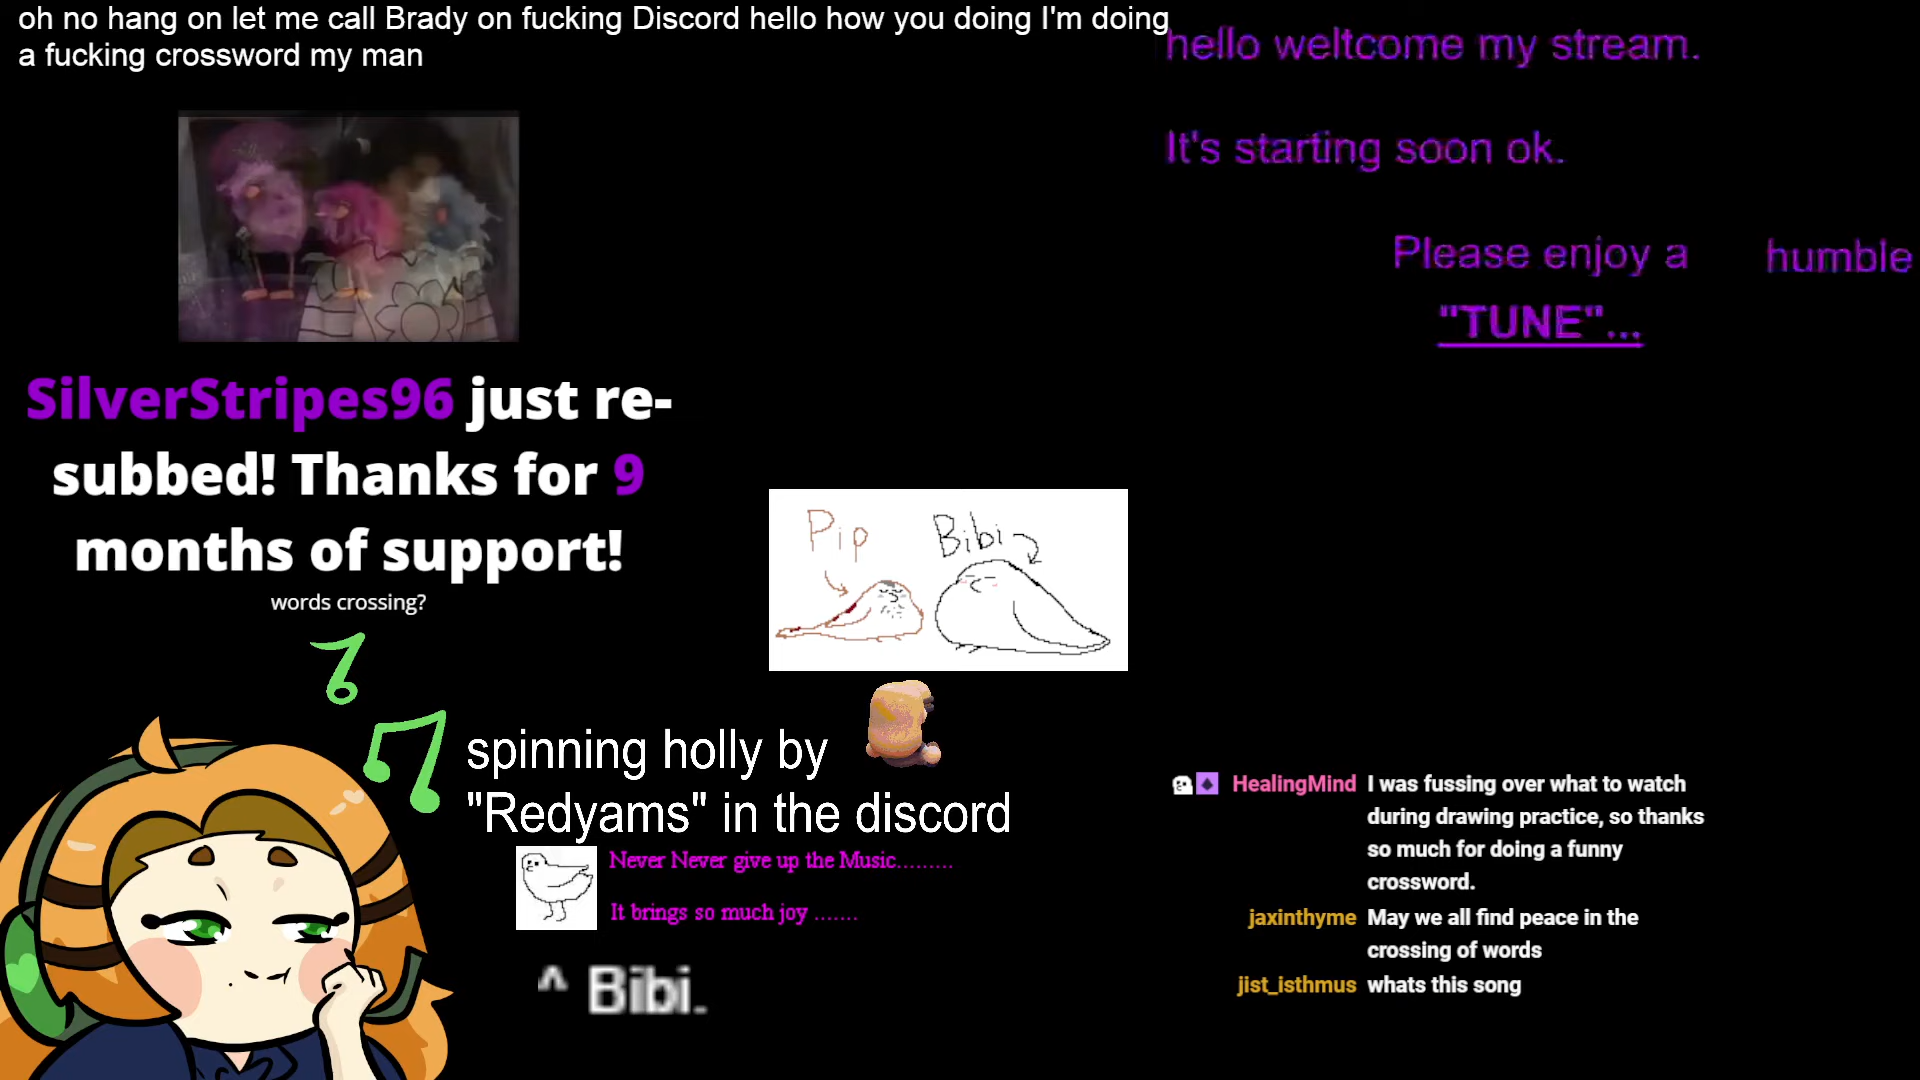 oh no hang on let me call Brady on fucking Discord hello how you doing I'm doing
a fucking crossword my man
hello weltcome my stream.
It's starting soon ok.
Please enjoy a humble
"TUNE"...
SilverStripes96 just re-
subbed! Thanks for 9
months of support!
words crossing?
Pip
Bibi
spinning holly by
"Redyams" in the discord
Never Never give up the Music.........
It brings so much joy .......
^ Bibi.
HealingMind I was fussing over what to watch
during drawing practice, so thanks
so much for doing a funny
crossword.
jaxinthyme May we all find peace in the
crossing of words
jist_isthmus whats this song